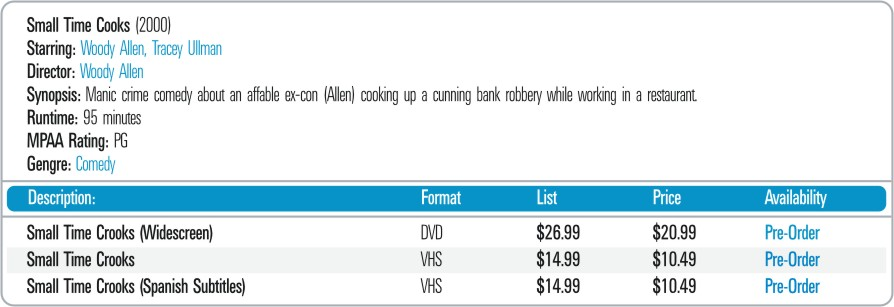 Small Time Cooks (2000)
Starring: Woody Allen, Tracey Ullman
Director: Woody Allen
Synopsis: Manic crime comedy about an affable ex-con (Allen) cooking up a cunning bank robbery while working in a restaurant.
Runtime: 95 minutes
MPAA Rating: PG
Gengre: Comedy
Description: Format List Price Availability
Small Time Crooks (Widescreen) DVD $26.99 $20.99 Pre-Order
Small Time Crooks VHS $14.99 $10.49 Pre-Order
Small Time Crooks (Spanish Subtitles) VHS $14.99 $10.49 Pre-Order